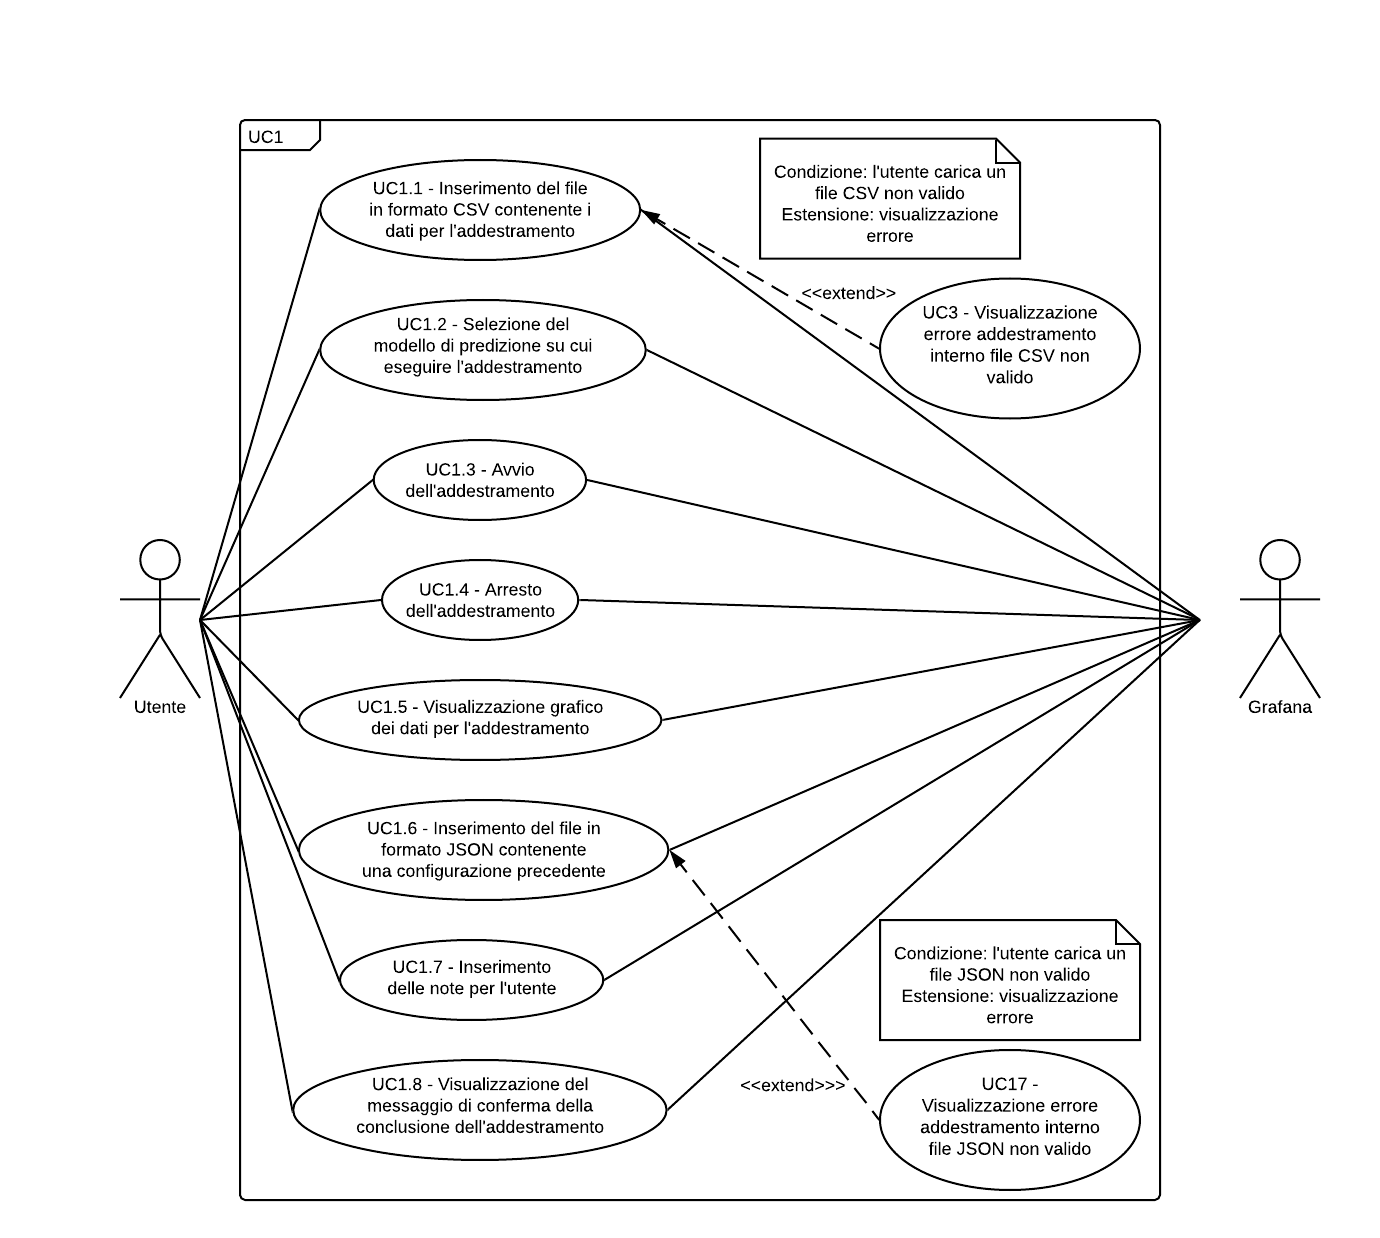 UC1
UC1.1 - Inserimento del file
in formato CSV contenente i
dati per l'addestramento
Condizione: l'utente carica un
file CSV non valido
Estensione: visualizzazione
errore
<<extend>>
UC3 - Visualizzazione
errore addestramento
interno file CSV non
valido
UC1.2 - Selezione del
modello di predizione su cui
eseguire l'addestramento
UC1.3 - Avvio
dell'addestramento
UC1.4 - Arresto
dell'addestramento
Utente
Grafana
UC1.5 - Visualizzazione grafico
dei dati per l'addestramento
UC1.6 - Inserimento del file in
formato JSON contenente
una configurazione precedente
UC1.7 - Inserimento
delle note per l'utente
Condizione: l'utente carica un
file JSON non valido
Estensione: visualizzazione
errore
<<extend>>>
UC1.8 - Visualizzazione del
messaggio di conferma della
conclusione dell'addestramento
UC17 -
Visualizzazione errore
addestramento interno
file JSON non valido